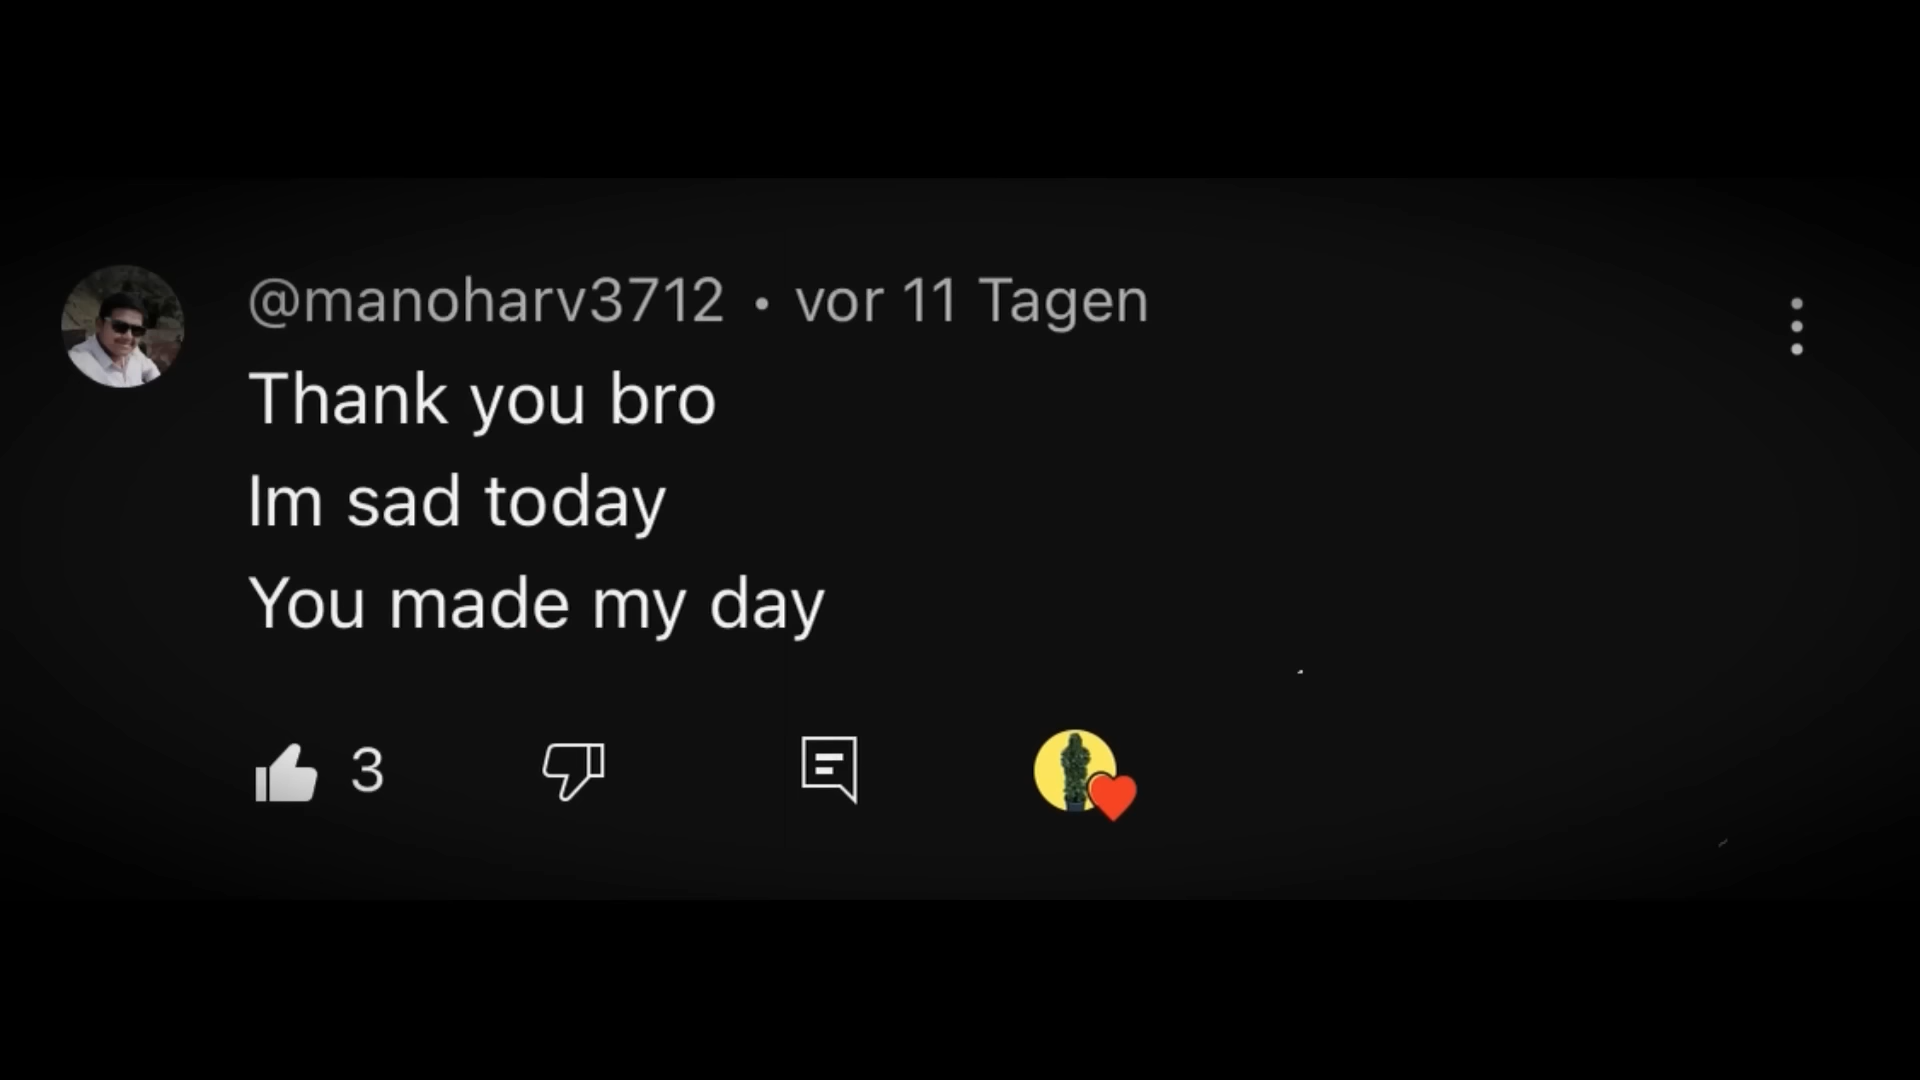 @manoharv3712 • vor 11 Tagen
Thank you bro
Im sad today
You made my day
3